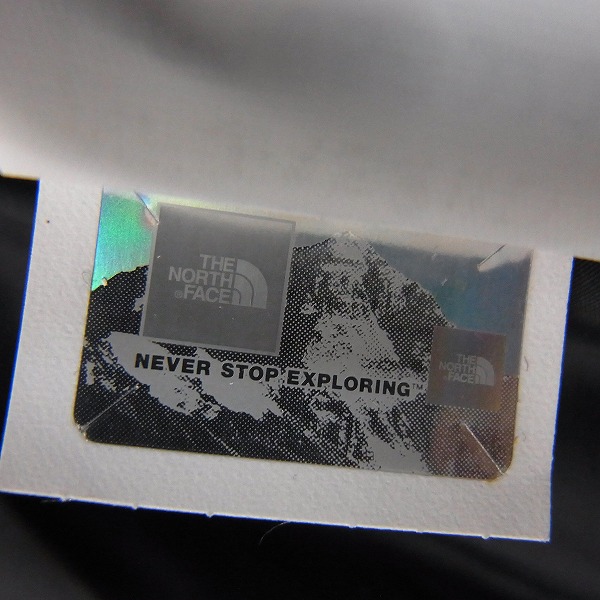 THE
NORTH
®FACE
NEVER STOP EXPLORING™
THE
NORTH
®FACE